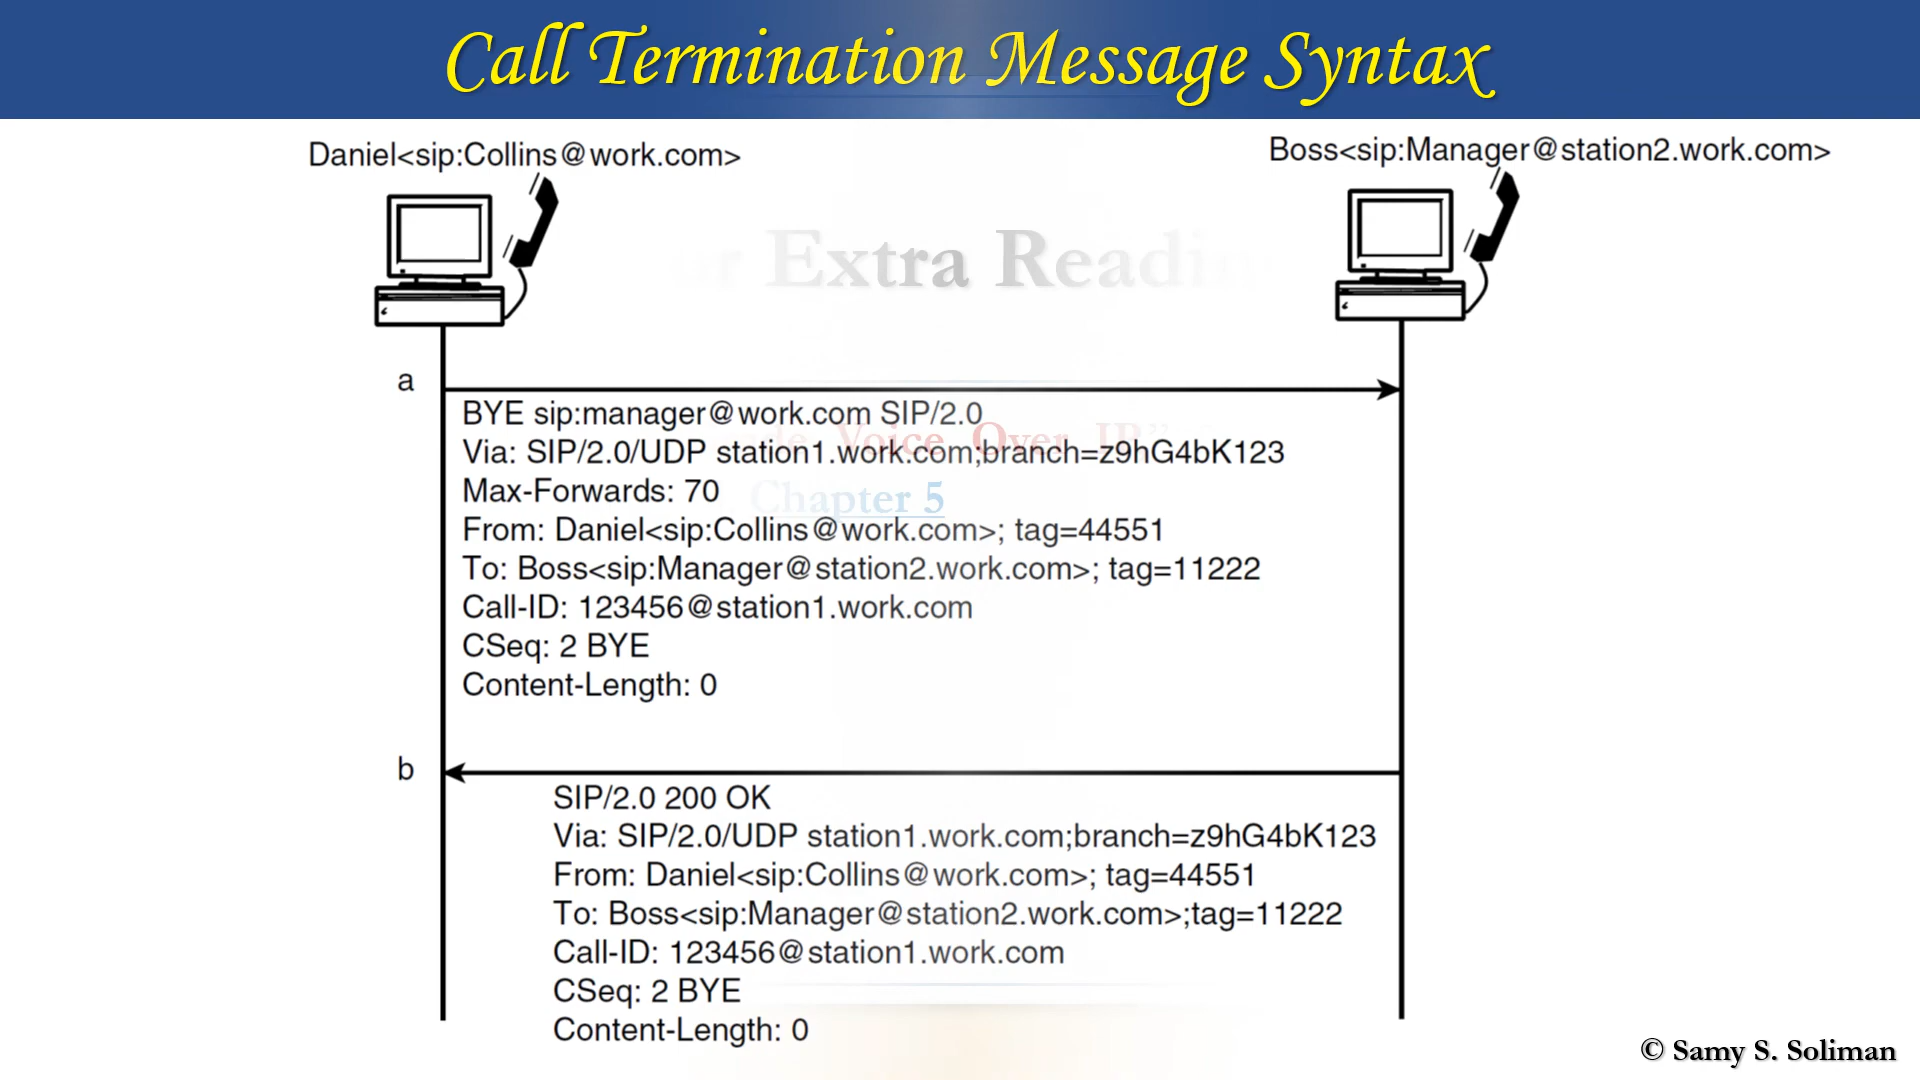 Call Termination Message Syntax
Daniel<sip:Collins@work.com>
Boss<sip:Manager@station2.work.com>
Extra Readin
a
BYE sip:manager@work.com SIP/2.0
Voice Over IP”
Via: SIP/2.0/UDP station1.work.com;branch=z9hG4bK123
Max-Forwards: 70
Chapter 5
From: Daniel<sip:Collins@work.com>; tag=44551
To: Boss<sip:Manager@station2.work.com>; tag=11222
Call-ID: 123456@station1.work.com
CSeq: 2 BYE
Content-Length: 0
b
SIP/2.0 200 OK
Via: SIP/2.0/UDP station1.work.com;branch=z9hG4bK123
From: Daniel<sip:Collins@work.com>; tag=44551
To: Boss<sip:Manager@station2.work.com>;tag=11222
Call-ID: 123456@station1.work.com
CSeq: 2 BYE
Content-Length: 0
© Samy S. Soliman